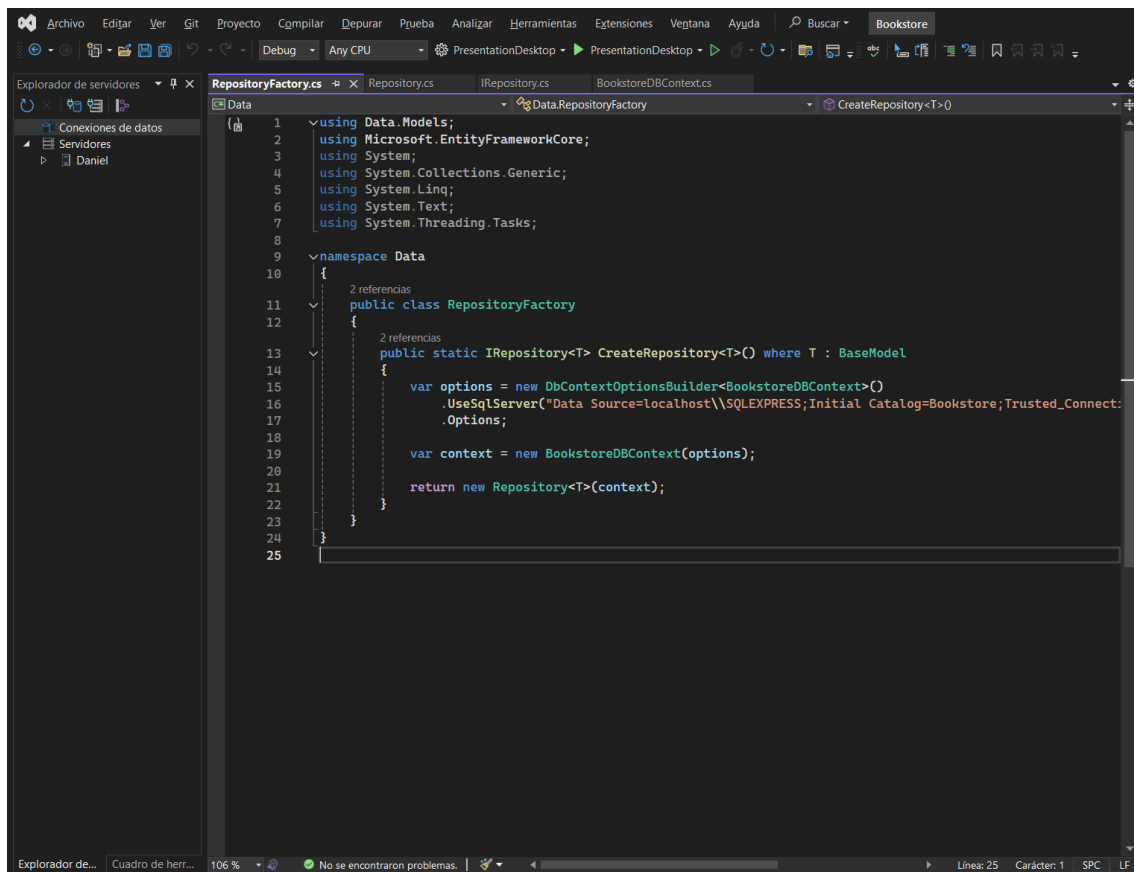 Archivo Editar Ver Git Proyecto Compilar Depurar Prueba Analizar Herramientas Extensiones Ventana Ayuda Buscar Bookstore
Debug Any CPU PresentationDesktop PresentationDesktop
Explorador de servidores
RepositoryFactory.cs Repository.cs IRepository.cs BookstoreDBContext.cs
Data Data.RepositoryFactory CreateRepository<T>()
Conexiones de datos
Servidores
Daniel
1 using Data.Models;
2 using Microsoft.EntityFrameworkCore;
3 using System;
4 using System.Collections.Generic;
5 using System.Linq;
6 using System.Text;
7 using System.Threading.Tasks;
8
9 namespace Data
10 {
2 referencias
11 public class RepositoryFactory
12 {
2 referencias
13 public static IRepository<T> CreateRepository<T>() where T : BaseModel
14 {
15 var options = new DbContextOptionsBuilder<BookstoreDBContext>()
16 .UseSqlServer("Data Source=localhost\\SQLEXPRESS;Initial Catalog=Bookstore;Trusted_Connect
17 .Options;
18
19 var context = new BookstoreDBContext(options);
20
21 return new Repository<T>(context);
22 }
23 }
24 }
25
Explorador de... Cuadro de herr... 106 % No se encontraron problemas. Línea: 25 Carácter: 1 SPC LF